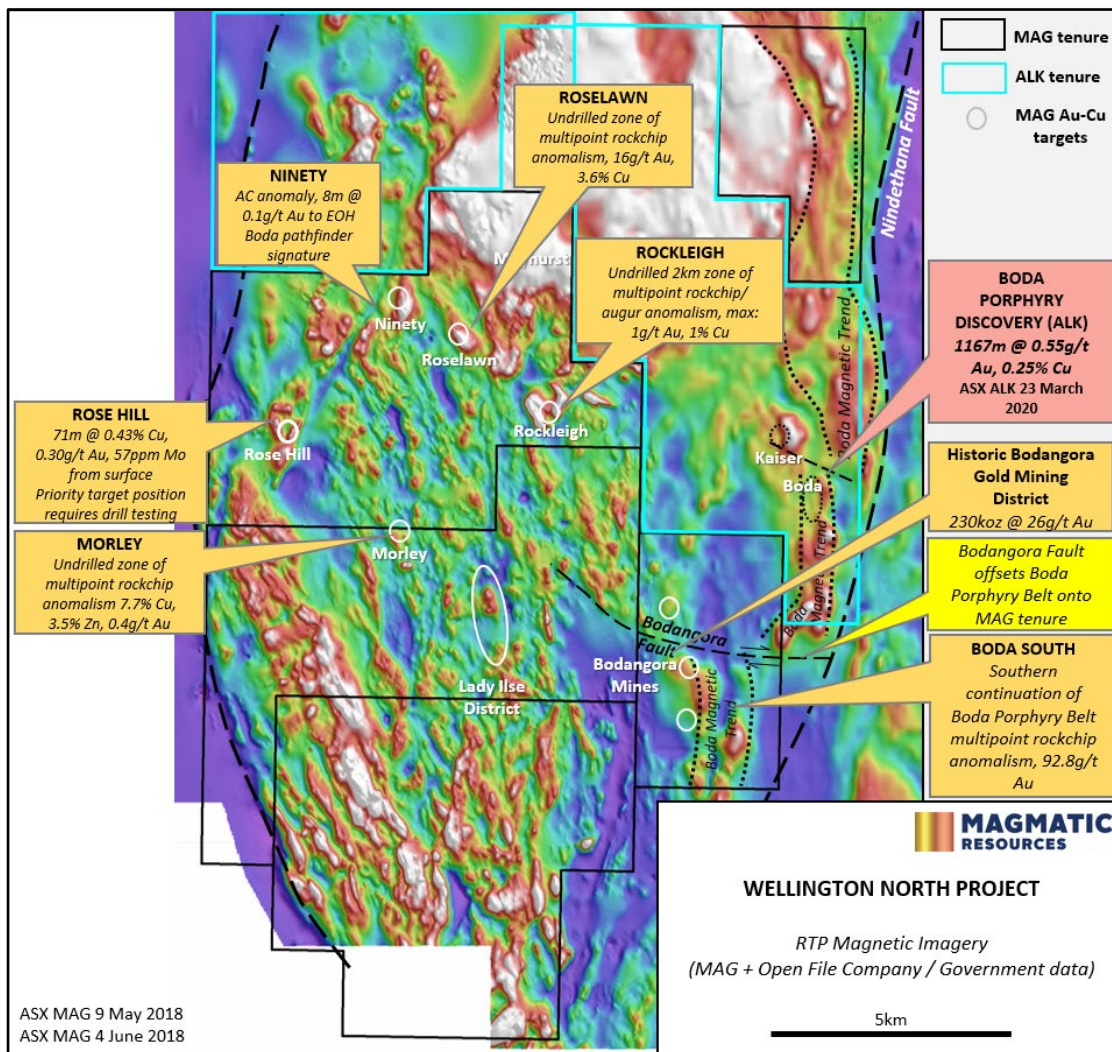 MAG tenure
ALK tenure
MAG Au-Cu
targets
ROSELAWN
Undrilled zone of
multipoint rockchip
anomalism, 16g/t Au,
3.6% Cu
NINETY
AC anomaly, 8m @
0.1g/t Au to EOH
Boda pathfinder
signature
ROCKLEIGH
Undrilled 2km zone of
multipoint rockchip/
augur anomalism, max:
1g/t Au, 1% Cu
Nindethana Fault
BODA
PORPHYRY
DISCOVERY (ALK)
1167m @ 0.55g/t
Au, 0.25% Cu
ASX ALK 23 March
2020
Ninety
Roselawn
Boda Magnetic Trend
ROSE HILL
71m @ 0.43% Cu,
0.30g/t Au, 57ppm Mo
from surface
Priority target position
requires drill testing
Rose Hill
Rockleigh
Kaiser
Boda
Historic Bodangora
Gold Mining
District
230koz @ 26g/t Au
MORLEY
Undrilled zone of
multipoint rockchip
anomalism 7.7% Cu,
3.5% Zn, 0.4g/t Au
Morley
Boda Magnetic Trend
Bodangora Fault
offsets Boda
Porphyry Belt onto
MAG tenure
Bodangora
Fault
Bodangora
Mines
Lady Ilse
District
Boda Magnetic
Trend
BODA SOUTH
Southern
continuation of
Boda Porphyry Belt
multipoint rockchip
anomalism, 92.8g/t
Au
MAGMATIC
RESOURCES
WELLINGTON NORTH PROJECT
RTP Magnetic Imagery
(MAG + Open File Company / Government data)
5km
ASX MAG 9 May 2018
ASX MAG 4 June 2018